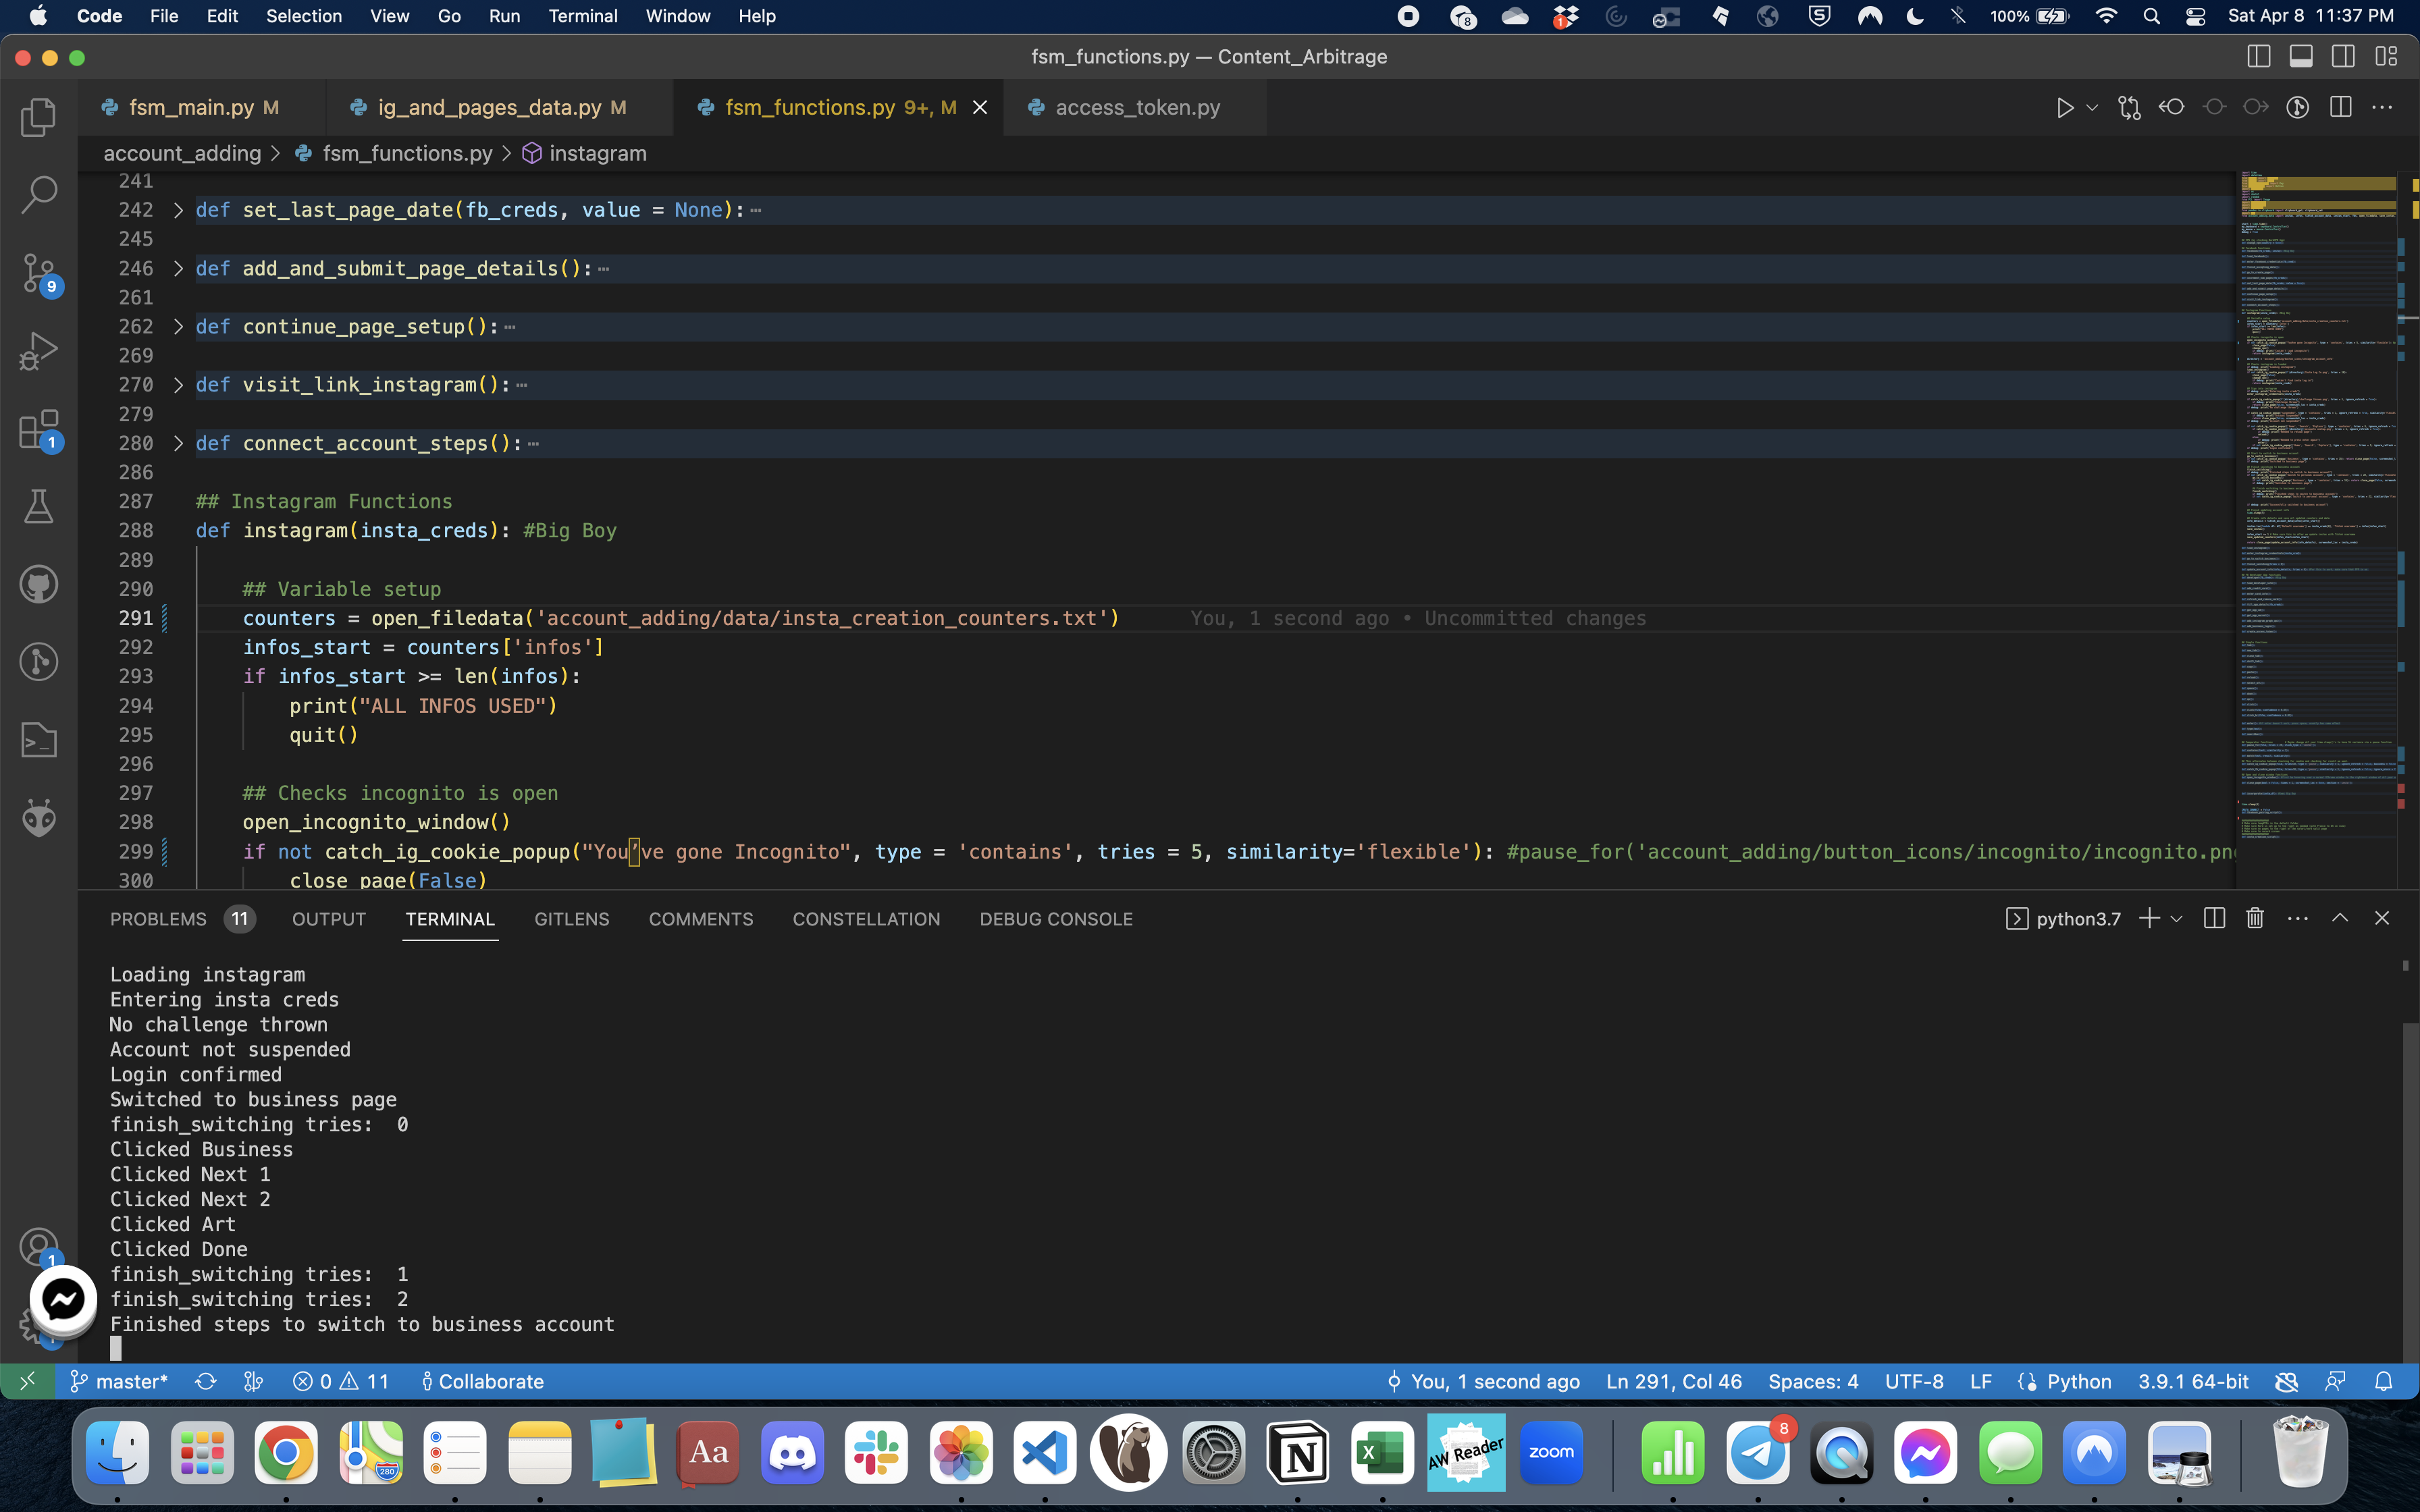 Code File Edit Selection View Go Run Terminal Window Help 8 1 100% Sat Apr 8 11:37 PM
fsm_functions.py — Content_Arbitrage
fsm_main.py M ig_and_pages_data.py M fsm_functions.py 9+, M access_token.py
account_adding > fsm_functions.py > instagram
241
242 def set_last_page_date(fb_creds, value = None):
245
246 def add_and_submit_page_details():
261
262 def continue_page_setup():
269
270 def visit_link_instagram():
279
280 def connect_account_steps():
286
287 ## Instagram Functions
288 def instagram(insta_creds): #Big Boy
289
290 ## Variable setup
291 counters = open_filedata('account_adding/data/insta_creation_counters.txt') You, 1 second ago • Uncommitted changes
292 infos_start = counters['infos']
293 if infos_start >= len(infos):
294 print("ALL INFOS USED")
295 quit()
296
297 ## Checks incognito is open
298 open_incognito_window()
299 if not catch_ig_cookie_popup("You’ve gone Incognito", type = 'contains', tries = 5, similarity='flexible'): #pause_for('account_adding/button_icons/incognito/incognito.png
300 close_page(False)
9
1
1
PROBLEMS 11 OUTPUT TERMINAL GITLENS COMMENTS CONSTELLATION DEBUG CONSOLE python3.7
Loading instagram
Entering insta creds
No challenge thrown
Account not suspended
Login confirmed
Switched to business page
finish_switching tries: 0
Clicked Business
Clicked Next 1
Clicked Next 2
Clicked Art
Clicked Done
finish_switching tries: 1
finish_switching tries: 2
Finished steps to switch to business account
master* 0 11 Collaborate You, 1 second ago Ln 291, Col 46 Spaces: 4 UTF-8 LF Python 3.9.1 64-bit
280 Aa N X AW Reader zoom 8